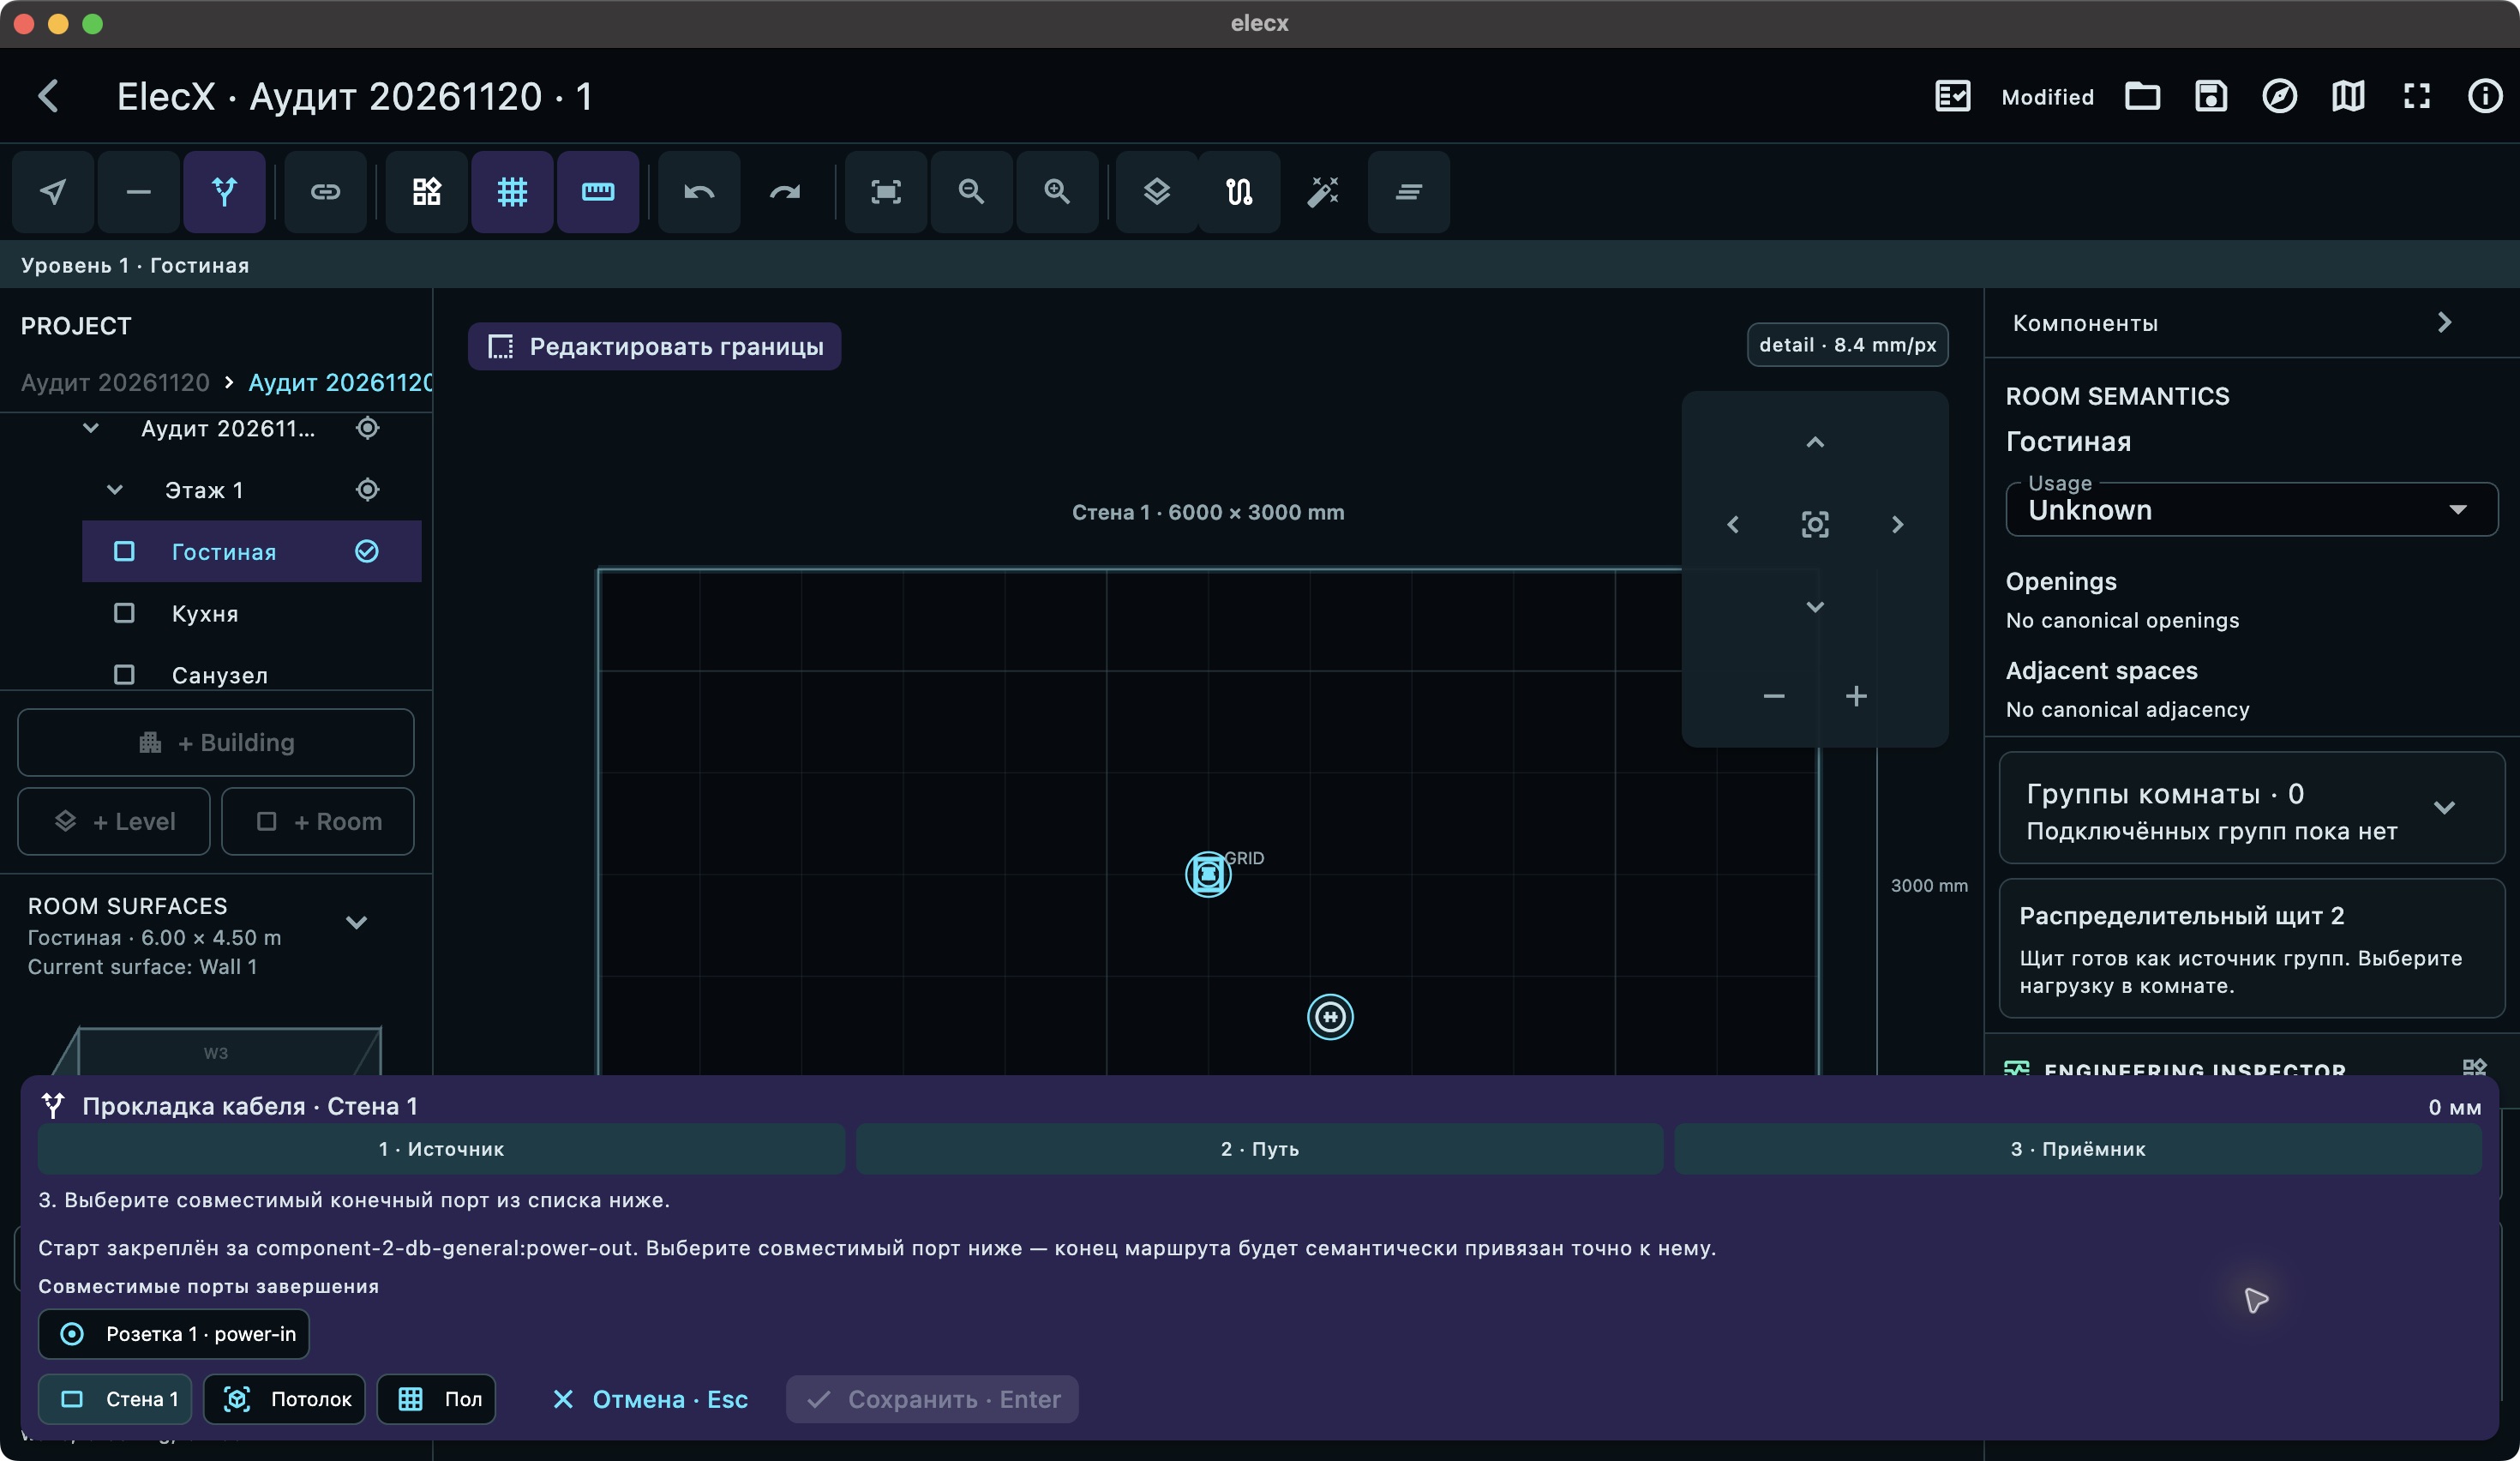 elecx
ElecX · Аудит 20261120 · 1
Modified
Уровень 1 · Гостиная
PROJECT
Аудит 20261120 › Аудит 20261120
Аудит 202611...
Этаж 1
Гостиная
Кухня
Санузел
+ Building
+ Level
+ Room
ROOM SURFACES
Гостиная · 6.00 × 4.50 m
Current surface: Wall 1
W3
Редактировать границы
detail · 8.4 mm/px
Стена 1 · 6000 × 3000 mm
GRID
3000 mm
Компоненты
ROOM SEMANTICS
Гостиная
Usage
Unknown
Openings
No canonical openings
Adjacent spaces
No canonical adjacency
Группы комнаты · 0
Подключённых групп пока нет
Распределительный щит 2
Щит готов как источник групп. Выберите
нагрузку в комнате.
ENGINEERING INSPECTOR
Прокладка кабеля · Стена 1
0 мм
1 · Источник
2 · Путь
3 · Приёмник
3. Выберите совместимый конечный порт из списка ниже.
Старт закреплён за component-2-db-general:power-out. Выберите совместимый порт ниже — конец маршрута будет семантически привязан точно к нему.
Совместимые порты завершения
Розетка 1 · power-in
Стена 1
Потолок
Пол
Отмена · Esc
Сохранить · Enter